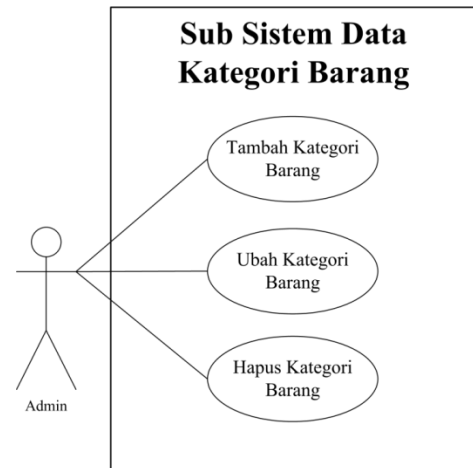 Sub Sistem Data
Kategori Barang
Tambah Kategori
Barang
Ubah Kategori
Barang
Hapus Kategori
Barang
Admin